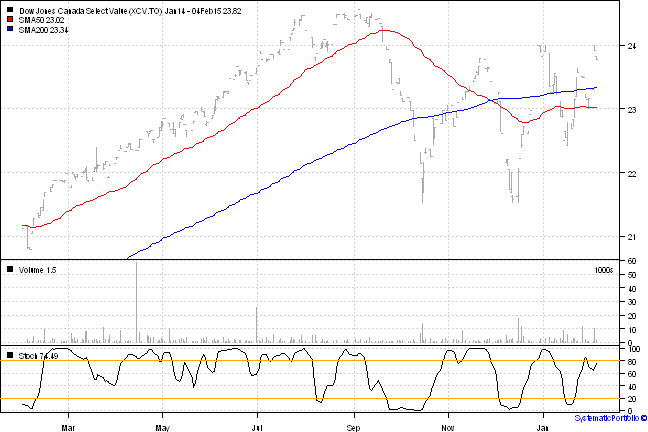 Dow Jones Canada Select Value (XCV.TO) Jan14 - 04Feb15 23.82
SMA50 23.02
SMA200 23.34
24
23
22
21
Volume 1.5
1000s
60
50
40
30
20
10
0
Stoch 74.49
100
80
60
40
20
0
Mar May Jul Sep Nov Jan
SystematicPortfolio ©